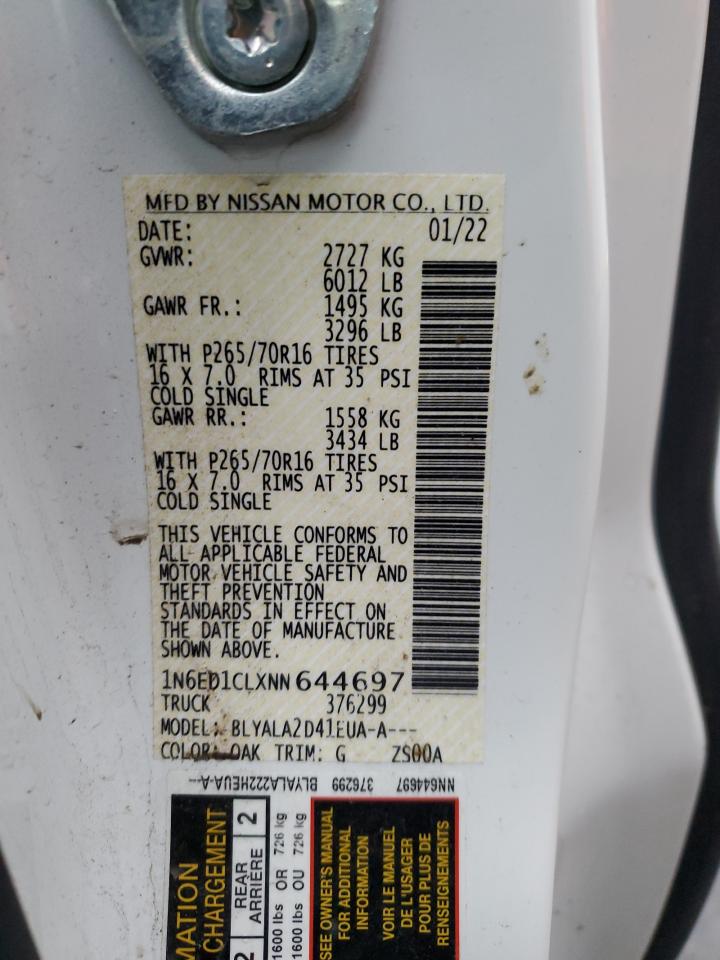 MFD BY NISSAN MOTOR CO., LTD.
DATE: 01/22
GVWR: 2727 KG
6012 LB
GAWR FR.: 1495 KG
3296 LB
WITH P265/70R16 TIRES
16 X 7.0 RIMS AT 35 PSI
COLD SINGLE
GAWR RR.: 1558 KG
3434 LB
WITH P265/70R16 TIRES
16 X 7.0 RIMS AT 35 PSI
COLD SINGLE
THIS VEHICLE CONFORMS TO
ALL APPLICABLE FEDERAL
MOTOR VEHICLE SAFETY AND
THEFT PREVENTION
STANDARDS IN EFFECT ON
THE DATE OF MANUFACTURE
SHOWN ABOVE.
1N6ED1CLXNN644697
TRUCK 376299
MODEL: BLYALA2D41EUA-A---
COLOR: QAK TRIM: G ZS00A
NN644697 376299 BLYALA222HEUA-A--
MATION
CHARGEMENT
2 REAR
ARRIÈRE 2
1600 lbs OR 726 kg
1600 lbs OU 726 kg
SEE OWNER'S MANUAL
FOR ADDITIONAL
INFORMATION
VOIR LE MANUEL
DE L'USAGER
POUR PLUS DE
RENSEIGNEMENTS